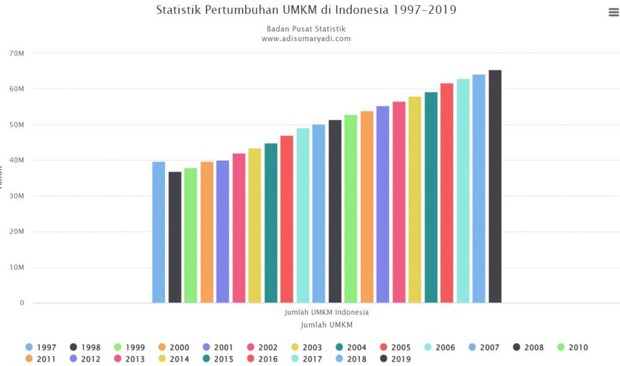 Statistik Pertumbuhan UMKM di Indonesia 1997-2019
Badan Pusat Statistik
www.adisumaryadi.com
70M
60M
50M
40M
30M
20M
10M
0
Jumlah UMKM Indonesia
Jumlah UMKM
1997 1998 1999 2000 2001 2002 2003 2004 2005 2006 2007 2008 2010
2011 2012 2013 2014 2015 2016 2017 2018 2019